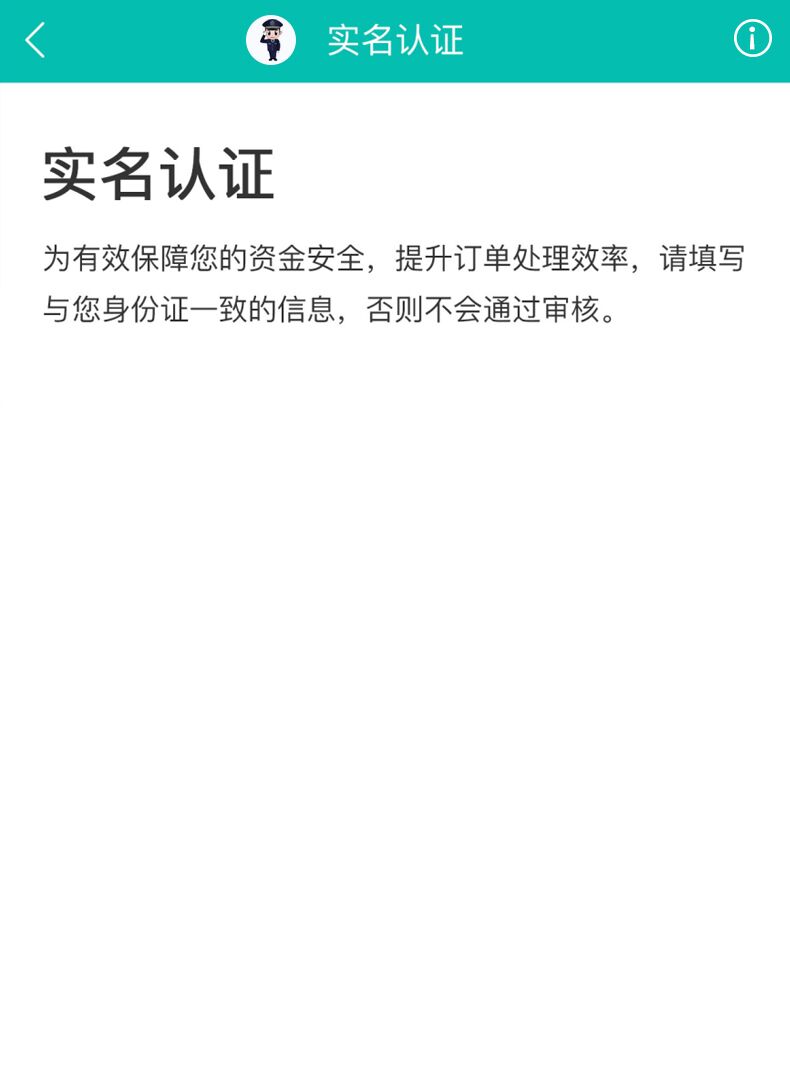 实名认证
实名认证
为有效保障您的资金安全，提升订单处理效率，请填写
与您身份证一致的信息，否则不会通过审核。